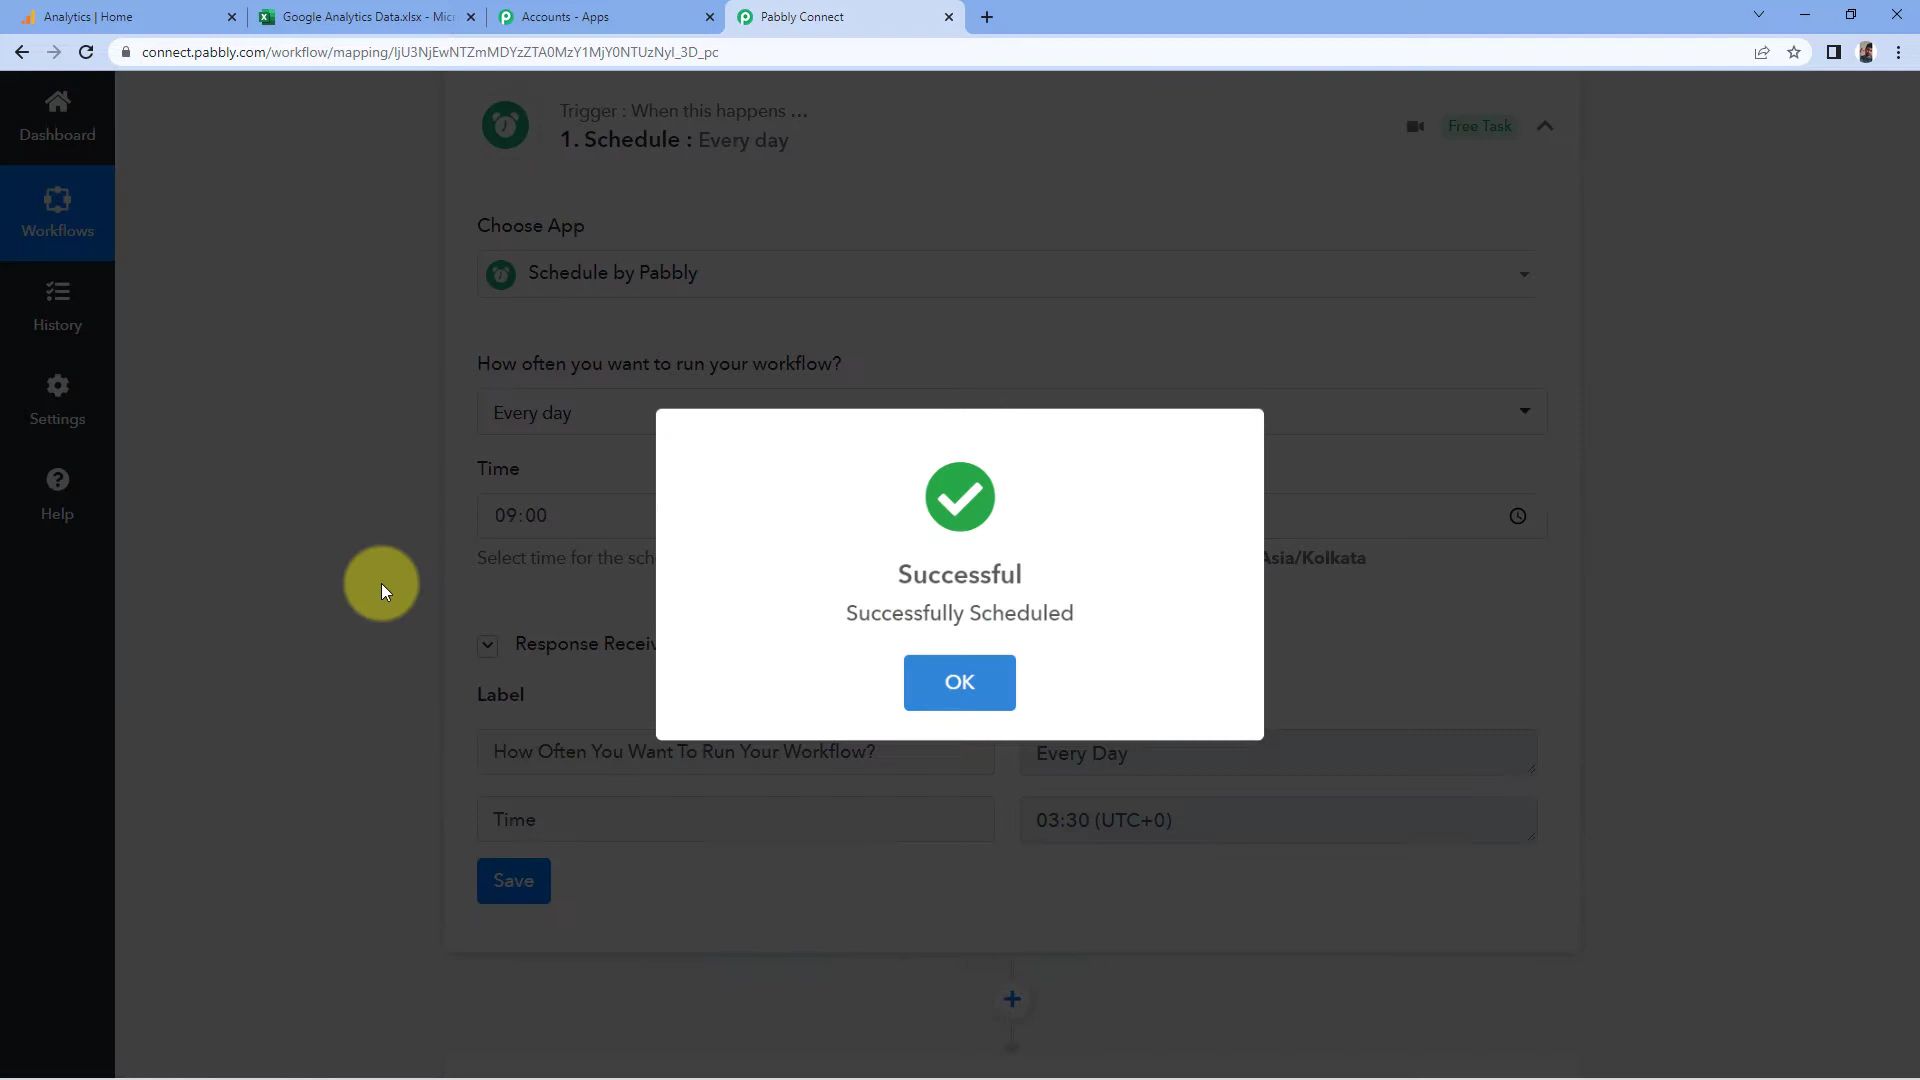 Analytics | Home
Google Analytics Data.xlsx - Mic
Accounts - Apps
Pabbly Connect
connect.pabbly.com/workflow/mapping/IjU3NjEwNTZmMDYzZTA0MzY1MjY0NTUzNyI_3D_pc
Dashboard
Workflows
History
Settings
Help
Trigger : When this happens ...
1. Schedule : Every day
Free Task
Choose App
Schedule by Pabbly
How often you want to run your workflow?
Every day
Time
09:00
Select time for the sch
Asia/Kolkata
Successful
Successfully Scheduled
OK
Response Receiv
Label
How Often You Want To Run Your Workflow?
Every Day
Time
03:30 (UTC+0)
Save